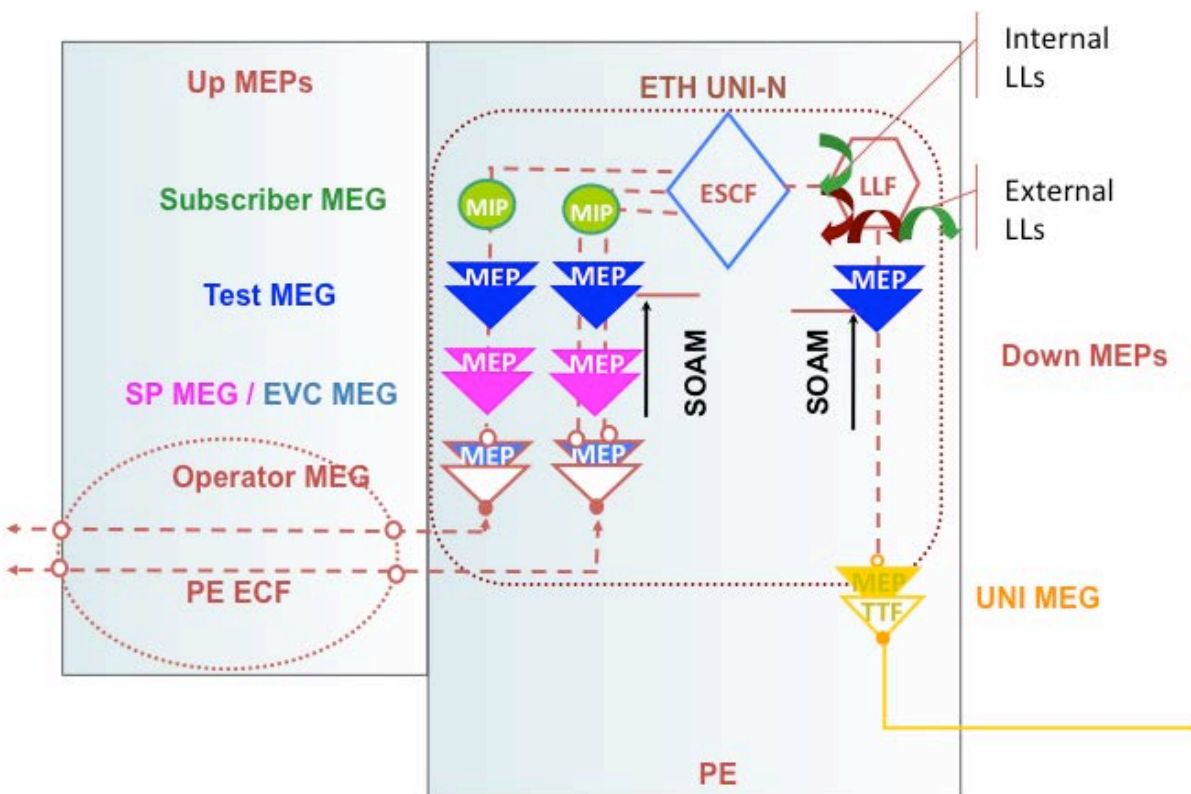 Internal
LLs
Up MEPs
ETH UNI-N
Subscriber MEG
MIP
MIP
ESCF
LLF
External
LLs
Test MEG
MEP
MEP
MEP
SOAM
SOAM
Down MEPs
SP MEG / EVC MEG
MEP
MEP
Operator MEG
MEP
MEP
PE ECF
MEP
TTF
UNI MEG
PE